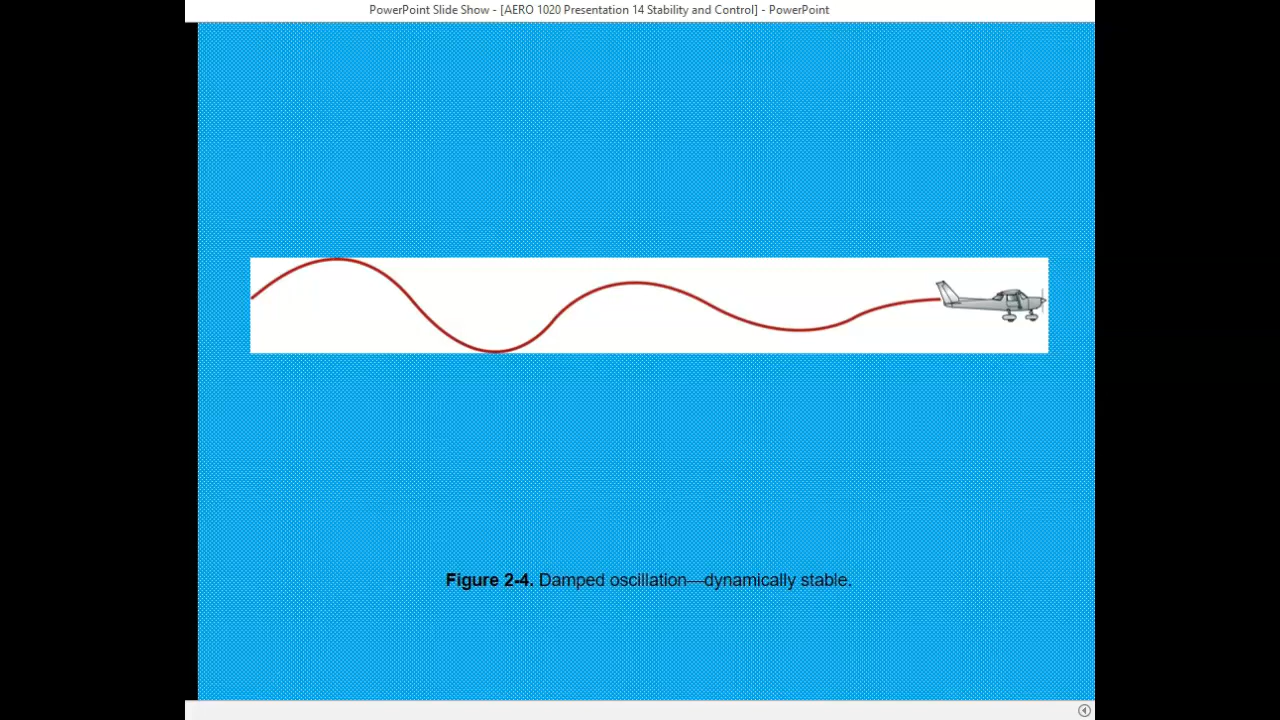 PowerPoint Slide Show - [AERO 1020 Presentation 14 Stability and Control] - PowerPoint
Figure 2-4. Damped oscillation—dynamically stable.